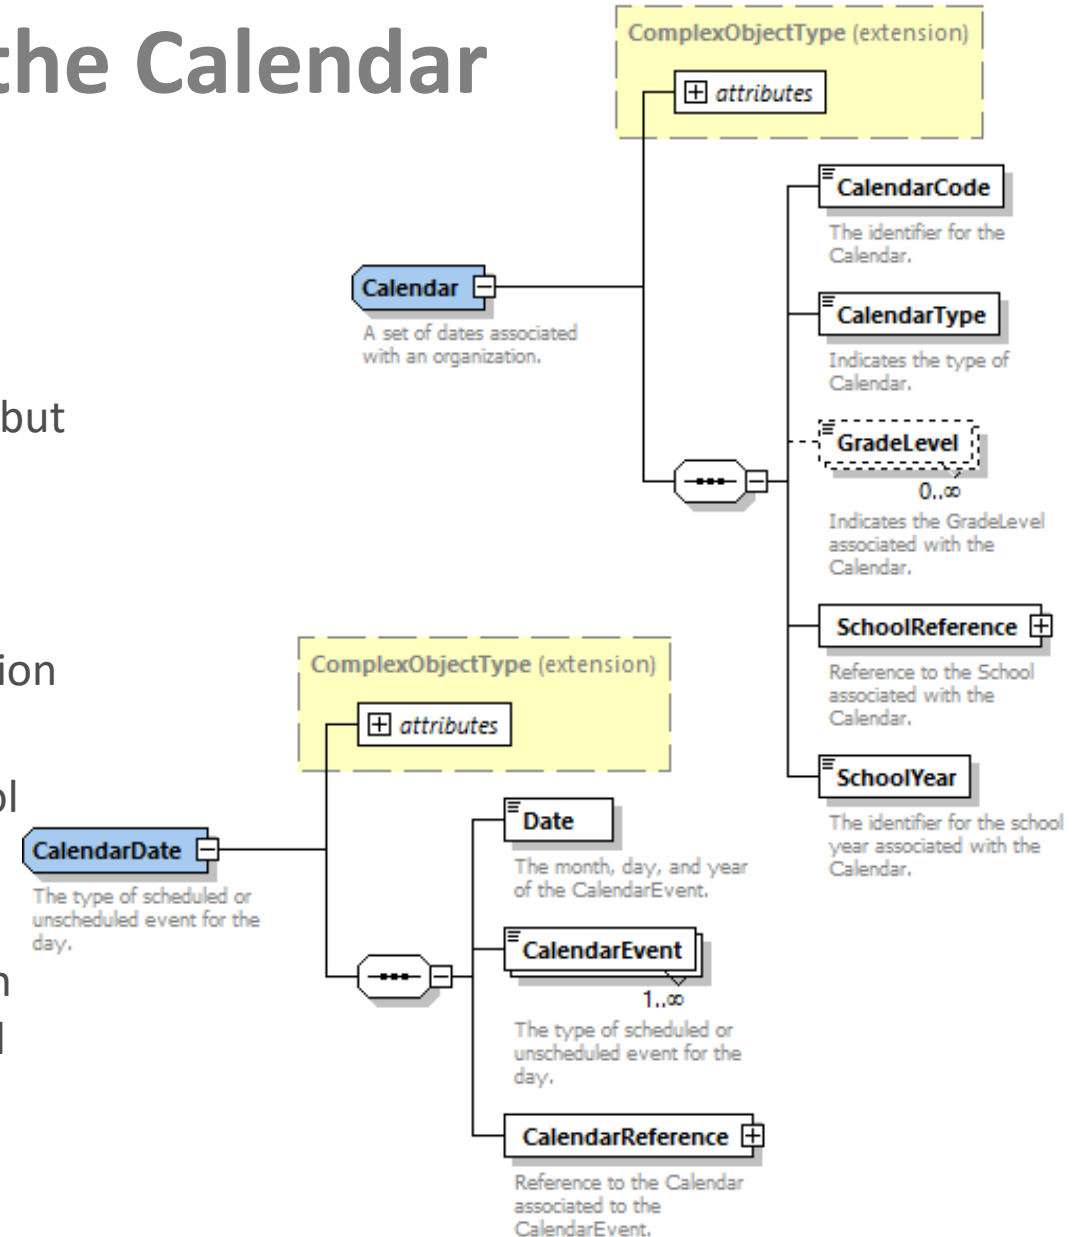 the Calendar
but
ion
ol
n
l
ComplexObjectType (extension)
attributes
Calendar
A set of dates associated
with an organization.
CalendarCode
The identifier for the
Calendar.
CalendarType
Indicates the type of
Calendar.
GradeLevel
0..∞
Indicates the GradeLevel
associated with the
Calendar.
SchoolReference
Reference to the School
associated with the
Calendar.
SchoolYear
The identifier for the school
year associated with the
Calendar.
ComplexObjectType (extension)
attributes
CalendarDate
The type of scheduled or
unscheduled event for the
day.
Date
The month, day, and year
of the CalendarEvent.
CalendarEvent
1..∞
The type of scheduled or
unscheduled event for the
day.
CalendarReference
Reference to the Calendar
associated to the
CalendarEvent.